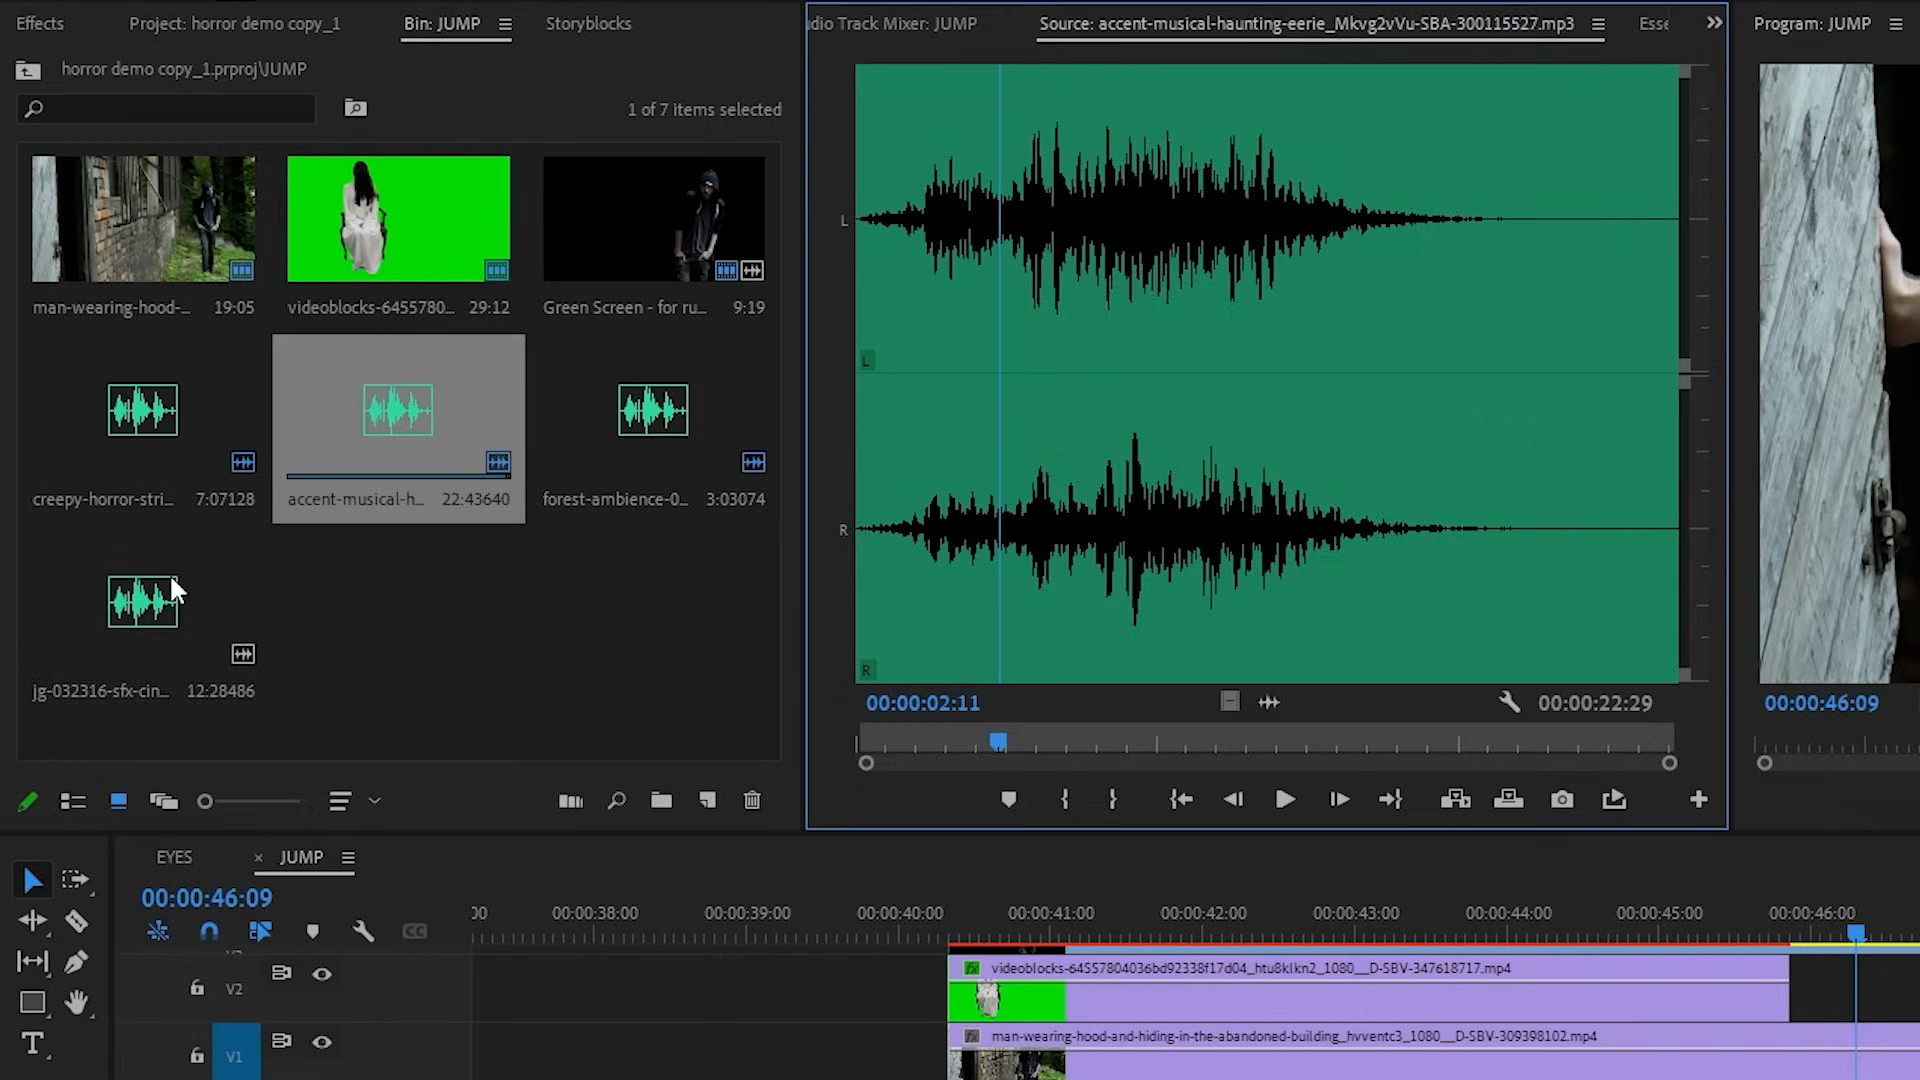 Effects
Project: horror demo copy_1
Bin: JUMP
Storyblocks
dio Track Mixer: JUMP
Source: accent-musical-haunting-eerie_Mkvg2vVu-SBA-300115527.mp3
Esse
Program: JUMP
horror demo copy_1.prproj\JUMP
1 of 7 items selected
man-wearing-hood-... 19:05
videoblocks-6455780... 29:12
Green Screen - for ru... 9:19
creepy-horror-stri... 7:07128
accent-musical-h... 22:43640
forest-ambience-0... 3:03074
jg-032316-sfx-cin... 12:28486
L
L
R
R
00:00:02:11
00:00:22:29
00:00:46:09
EYES
× JUMP
00:00:46:09
CC
00
00:00:38:00
00:00:39:00
00:00:40:00
00:00:41:00
00:00:42:00
00:00:43:00
00:00:44:00
00:00:45:00
00:00:46:00
fx videoblocks-64557804036bd92338f17d04_htu8klkn2_1080__D-SBV-347618717.mp4
V2
fx man-wearing-hood-and-hiding-in-the-abandoned-building_hvventc3_1080__D-SBV-309398102.mp4
V1
T